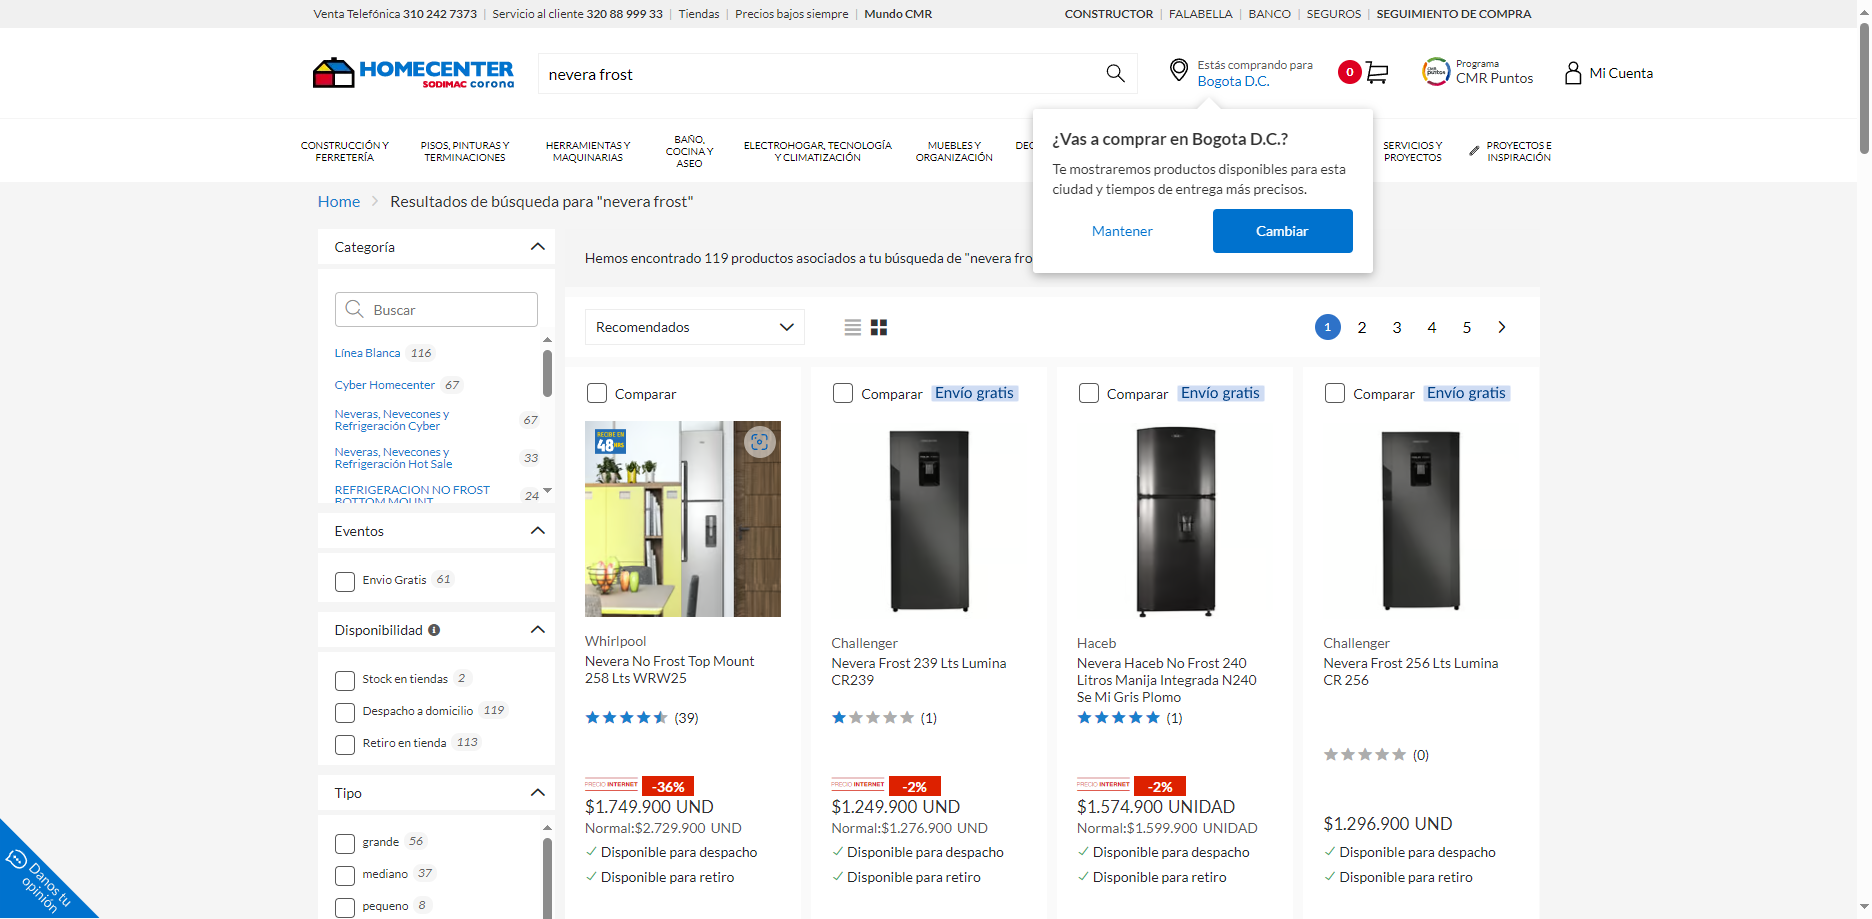 Venta Telefónica 310 242 7373 | Servicio al cliente 320 88 999 33 | Tiendas | Precios bajos siempre | Mundo CMR
CONSTRUCTOR | FALABELLA | BANCO | SEGUROS | SEGUIMIENTO DE COMPRA
HOMECENTER
SODIMAC corona
nevera frost
Estás comprando para
Bogota D.C.
0
CMR puntos
Programa
CMR Puntos
Mi Cuenta
CONSTRUCCIÓN Y
FERRETERÍA
PISOS, PINTURAS Y
TERMINACIONES
HERRAMIENTAS Y
MAQUINARIAS
BAÑO,
COCINA Y
ASEO
ELECTROHOGAR, TECNOLOGÍA
Y CLIMATIZACIÓN
MUEBLES Y
ORGANIZACIÓN
DEC
SERVICIOS Y
PROYECTOS
PROYECTOS E
INSPIRACIÓN
¿Vas a comprar en Bogota D.C.?
Te mostraremos productos disponibles para esta
ciudad y tiempos de entrega más precisos.
Mantener
Cambiar
Home > Resultados de búsqueda para "nevera frost"
Categoría
Buscar
Línea Blanca 116
Cyber Homecenter 67
Neveras, Nevecones y
Refrigeración Cyber 67
Neveras, Nevecones y
Refrigeración Hot Sale 33
REFRIGERACION NO FROST
BOTTOM MOUNT 24
Eventos
Envio Gratis 61
Disponibilidad
Stock en tiendas 2
Despacho a domicilio 119
Retiro en tienda 113
Tipo
grande 56
mediano 37
pequeno 8
Danos tu
opinión
Hemos encontrado 119 productos asociados a tu búsqueda de "nevera fro
Recomendados
1 2 3 4 5
Comparar
RECIBE EN
48HRS
Whirlpool
Nevera No Frost Top Mount
258 Lts WRW25
(39)
PRECIO INTERNET -36%
$1.749.900 UND
Normal:$2.729.900 UND
Disponible para despacho
Disponible para retiro
Comparar Envío gratis
Challenger
Nevera Frost 239 Lts Lumina
CR239
(1)
PRECIO INTERNET -2%
$1.249.900 UND
Normal:$1.276.900 UND
Disponible para despacho
Disponible para retiro
Comparar Envío gratis
Haceb
Nevera Haceb No Frost 240
Litros Manija Integrada N240
Se Mi Gris Plomo
(1)
PRECIO INTERNET -2%
$1.574.900 UNIDAD
Normal:$1.599.900 UNIDAD
Disponible para despacho
Disponible para retiro
Comparar Envío gratis
Challenger
Nevera Frost 256 Lts Lumina
CR 256
(0)
$1.296.900 UND
Disponible para despacho
Disponible para retiro